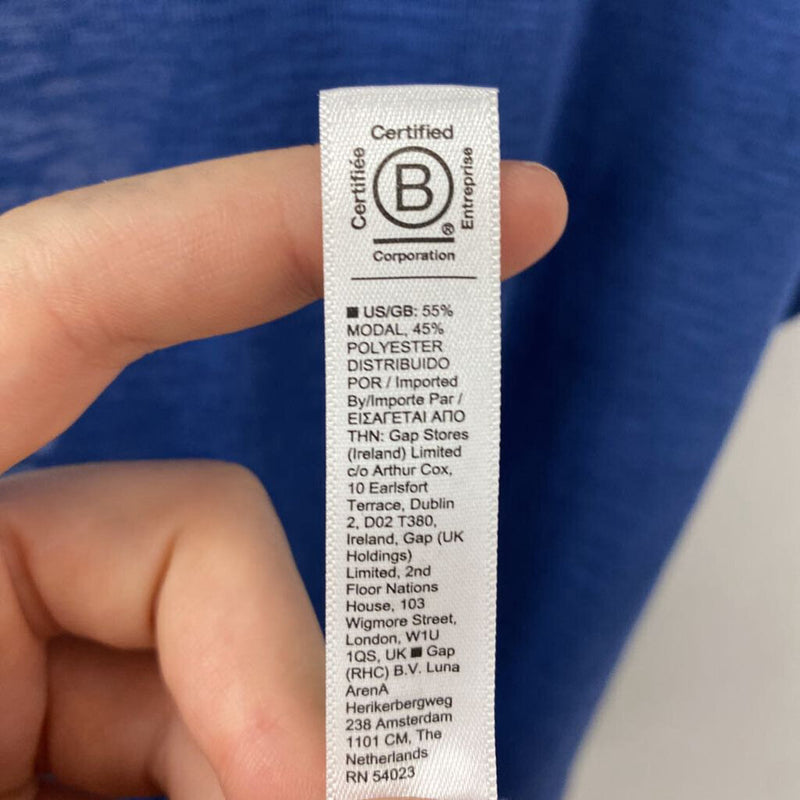 Certified
Certifiée
B
Entreprise
®
Corporation
■ US/GB: 55%
MODAL, 45%
POLYESTER
DISTRIBUIDO
POR / Imported
By/Importe Par /
ΕΙΣΑΓΕΤΑΙ ΑΠΟ
ΤΗΝ: Gap Stores
(Ireland) Limited
c/o Arthur Cox,
10 Earlsfort
Terrace, Dublin
2, D02 T380,
Ireland, Gap (UK
Holdings)
Limited, 2nd
Floor Nations
House, 103
Wigmore Street,
London, W1U
1QS, UK ■ Gap
(RHC) B.V. Luna
ArenA
Herikerbergweg
238 Amsterdam
1101 CM, The
Netherlands
RN 54023